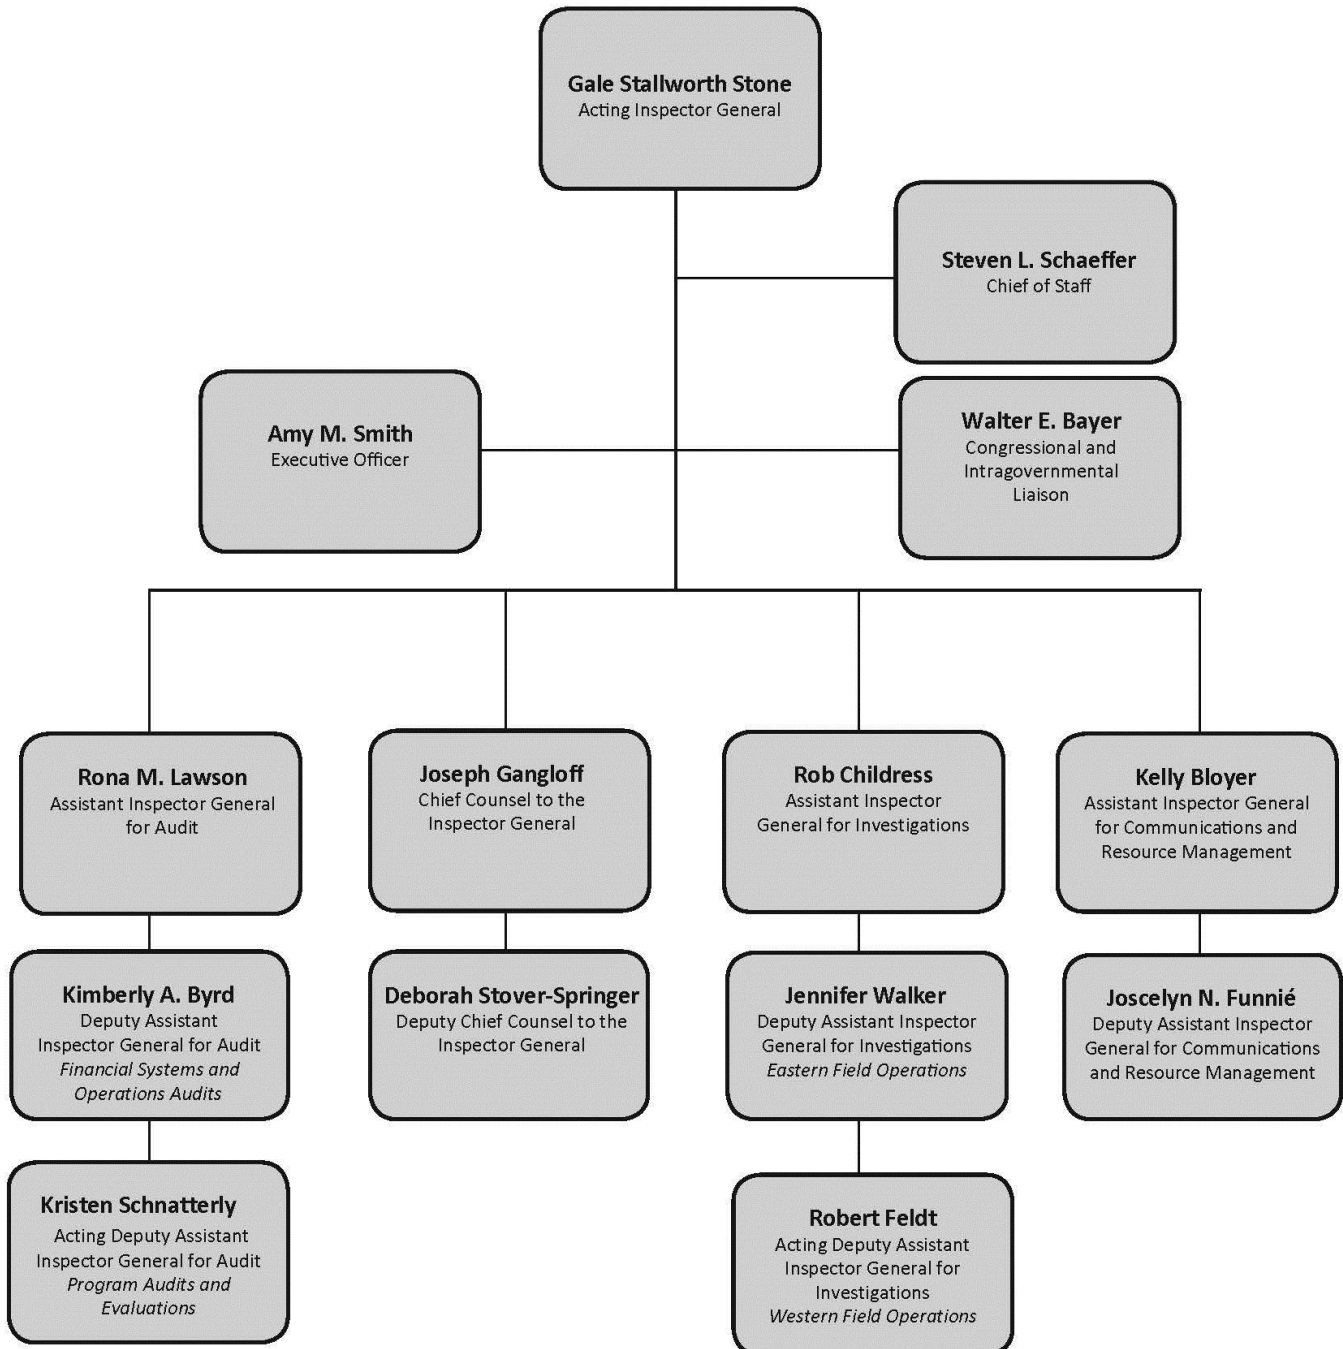 Gale Stallworth Stone
Acting Inspector General
Steven L. Schaeffer
Chief of Staff
Amy M. Smith
Executive Officer
Walter E. Bayer
Congressional and
Intragovernmental
Liaison
Rona M. Lawson
Assistant Inspector General
for Audit
Joseph Gangloff
Chief Counsel to the
Inspector General
Rob Childress
Assistant Inspector
General for Investigations
Kelly Bloyer
Assistant Inspector General
for Communications and
Resource Management
Kimberly A. Byrd
Deputy Assistant
Inspector General for Audit
Financial Systems and
Operations Audits
Deborah Stover-Springer
Deputy Chief Counsel to the
Inspector General
Jennifer Walker
Deputy Assistant Inspector
General for Investigations
Eastern Field Operations
Joscelyn N. Funnié
Deputy Assistant Inspector
General for Communications
and Resource Management
Kristen Schnatterly
Acting Deputy Assistant
Inspector General for Audit
Program Audits and
Evaluations
Robert Feldt
Acting Deputy Assistant
Inspector General for
Investigations
Western Field Operations